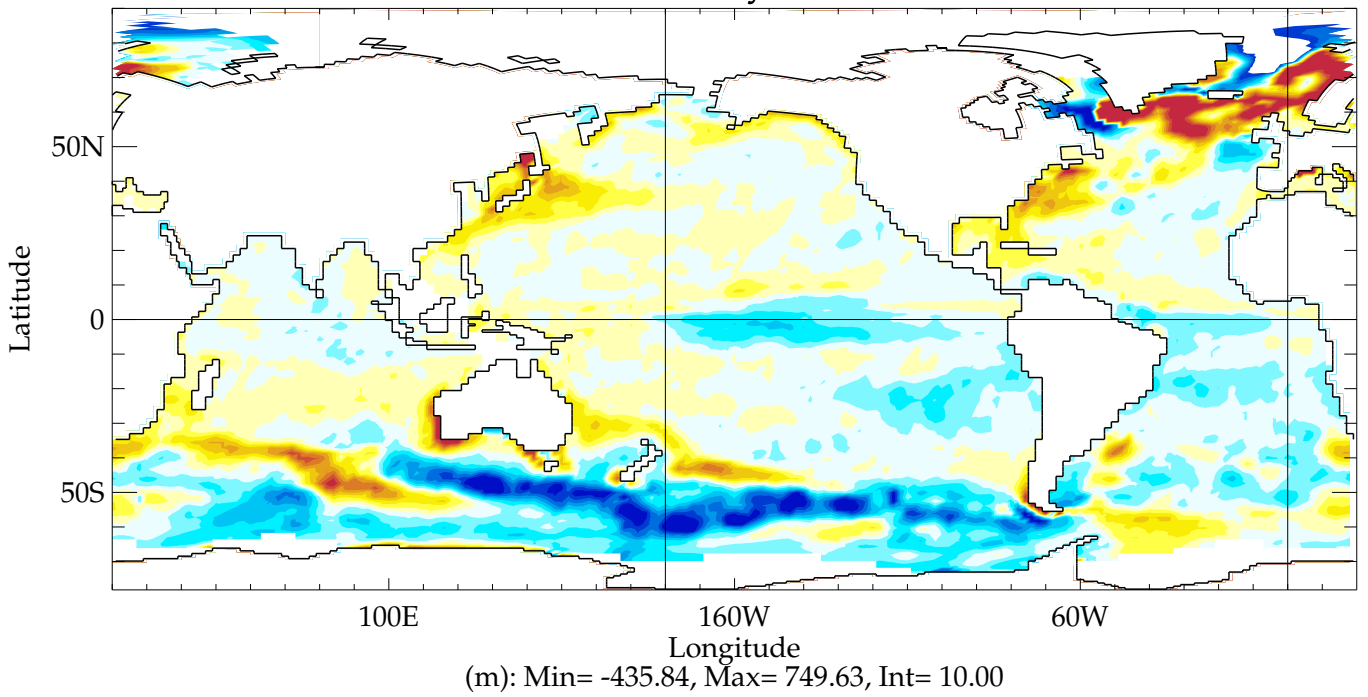 50N
0
50S
Latitude
100E
160W
60W
Longitude
(m): Min= -435.84, Max= 749.63, Int= 10.00